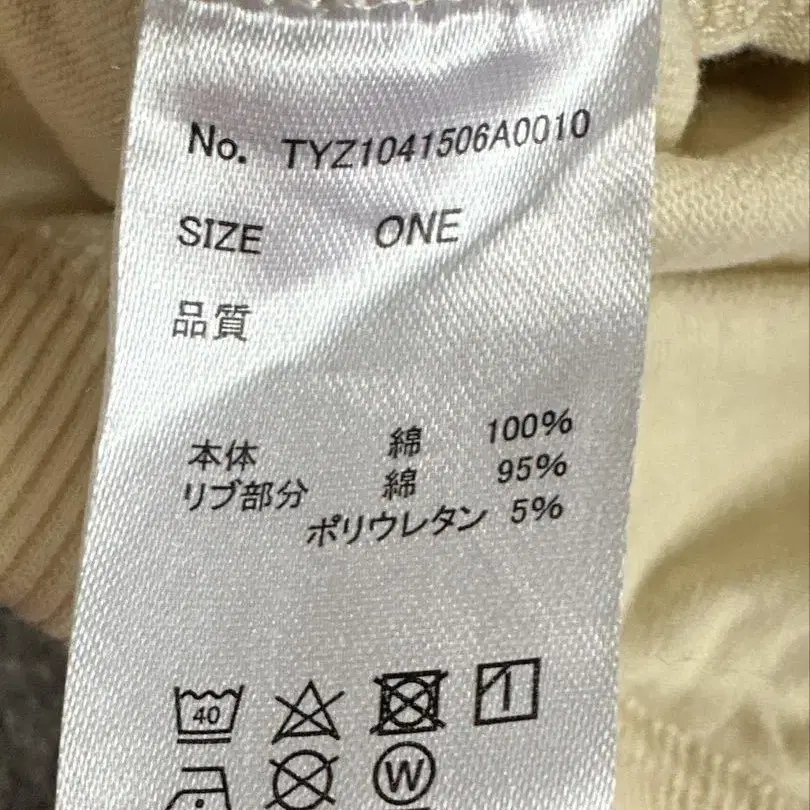 No. TYZ1041506A0010
SIZE ONE
品質
本体 綿 100%
リブ部分 綿 95%
ポリウレタン 5%
40
W